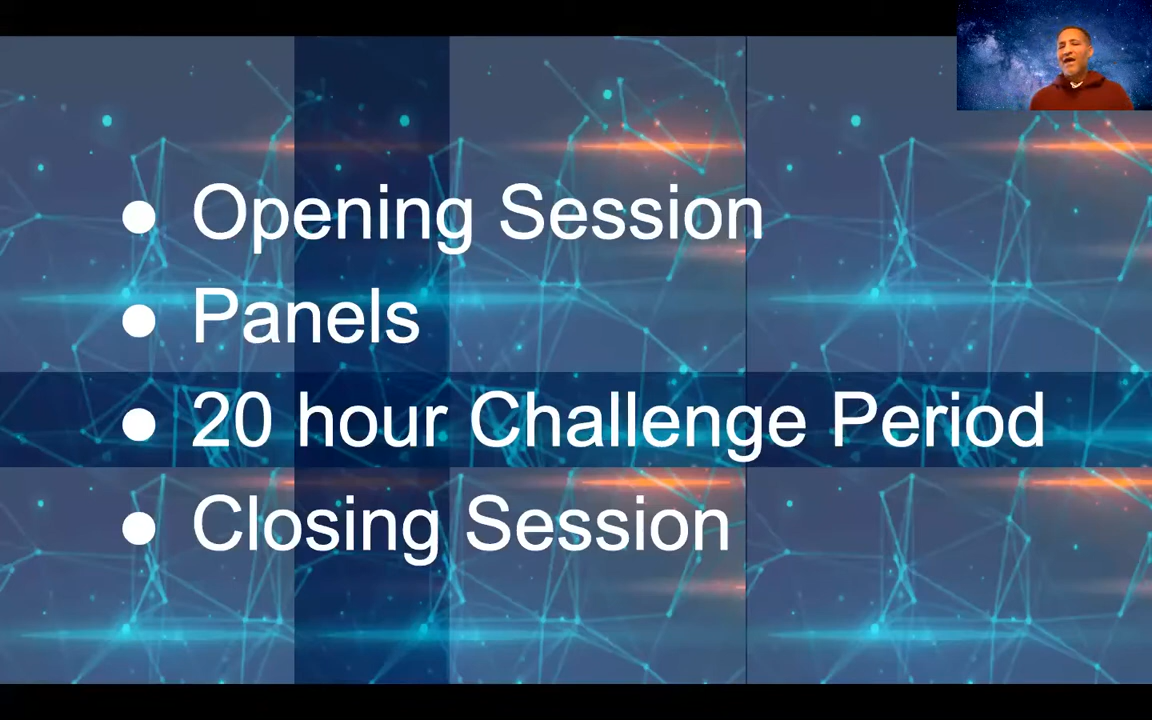 ● Opening Session
● Panels
● 20 hour Challenge Period
● Closing Session